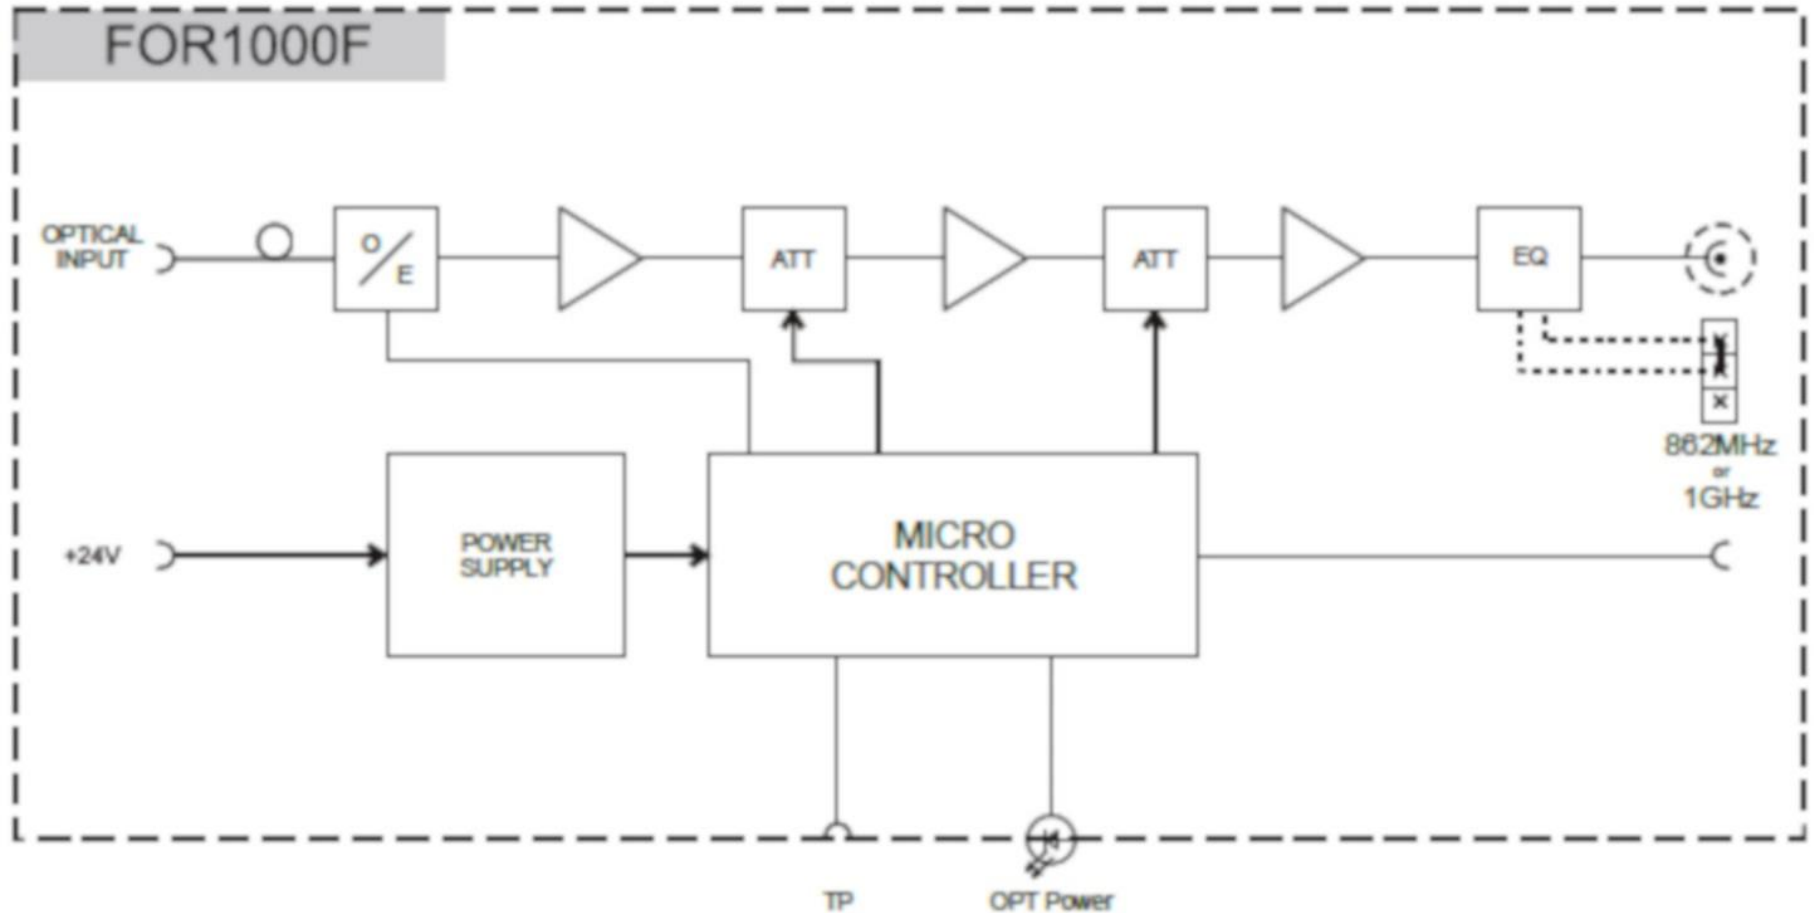 FOR1000F
OPTICAL
INPUT
O
E
ATT
ATT
EQ
862MHz
or
1GHz
+24V
POWER
SUPPLY
MICRO
CONTROLLER
TP
OPT Power